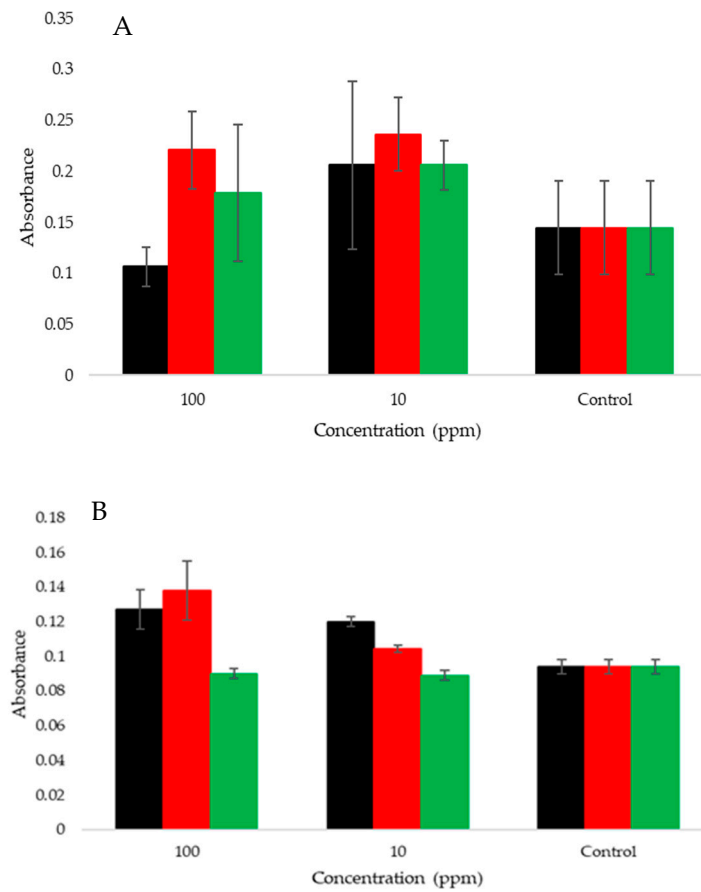 A
0.35
0.3
0.25
0.2
0.15
0.1
0.05
0
Absorbance
100 10 Control
Concentration (ppm)
B
0.18
0.16
0.14
0.12
0.1
0.08
0.06
0.04
0.02
0
Absorbance
100 10 Control
Concentration (ppm)